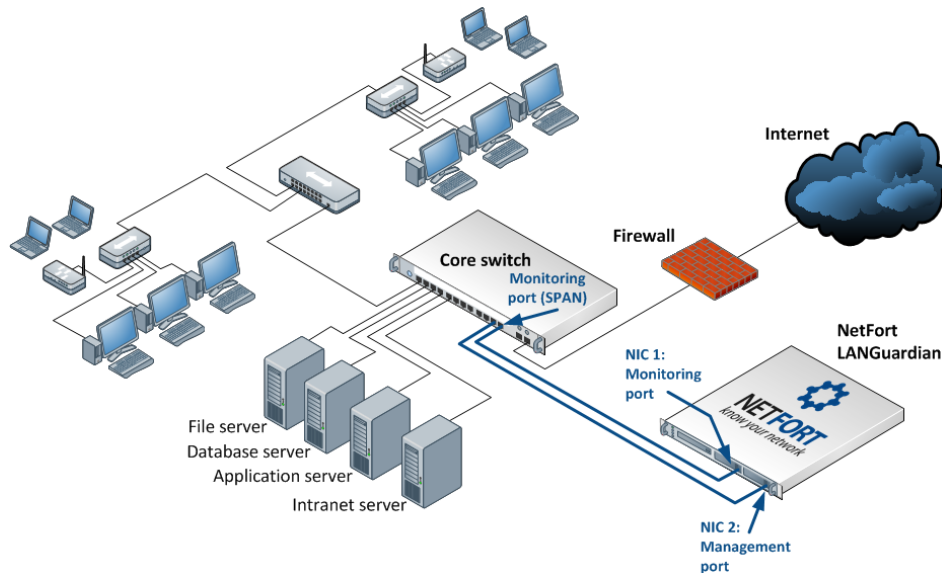 Internet
Firewall
Core switch
Monitoring
port (SPAN)
NetFort
LANGuardian
NIC 1:
Monitoring
port
NETFORT
know your network
File server
Database server
Application server
Intranet server
NIC 2:
Management
port